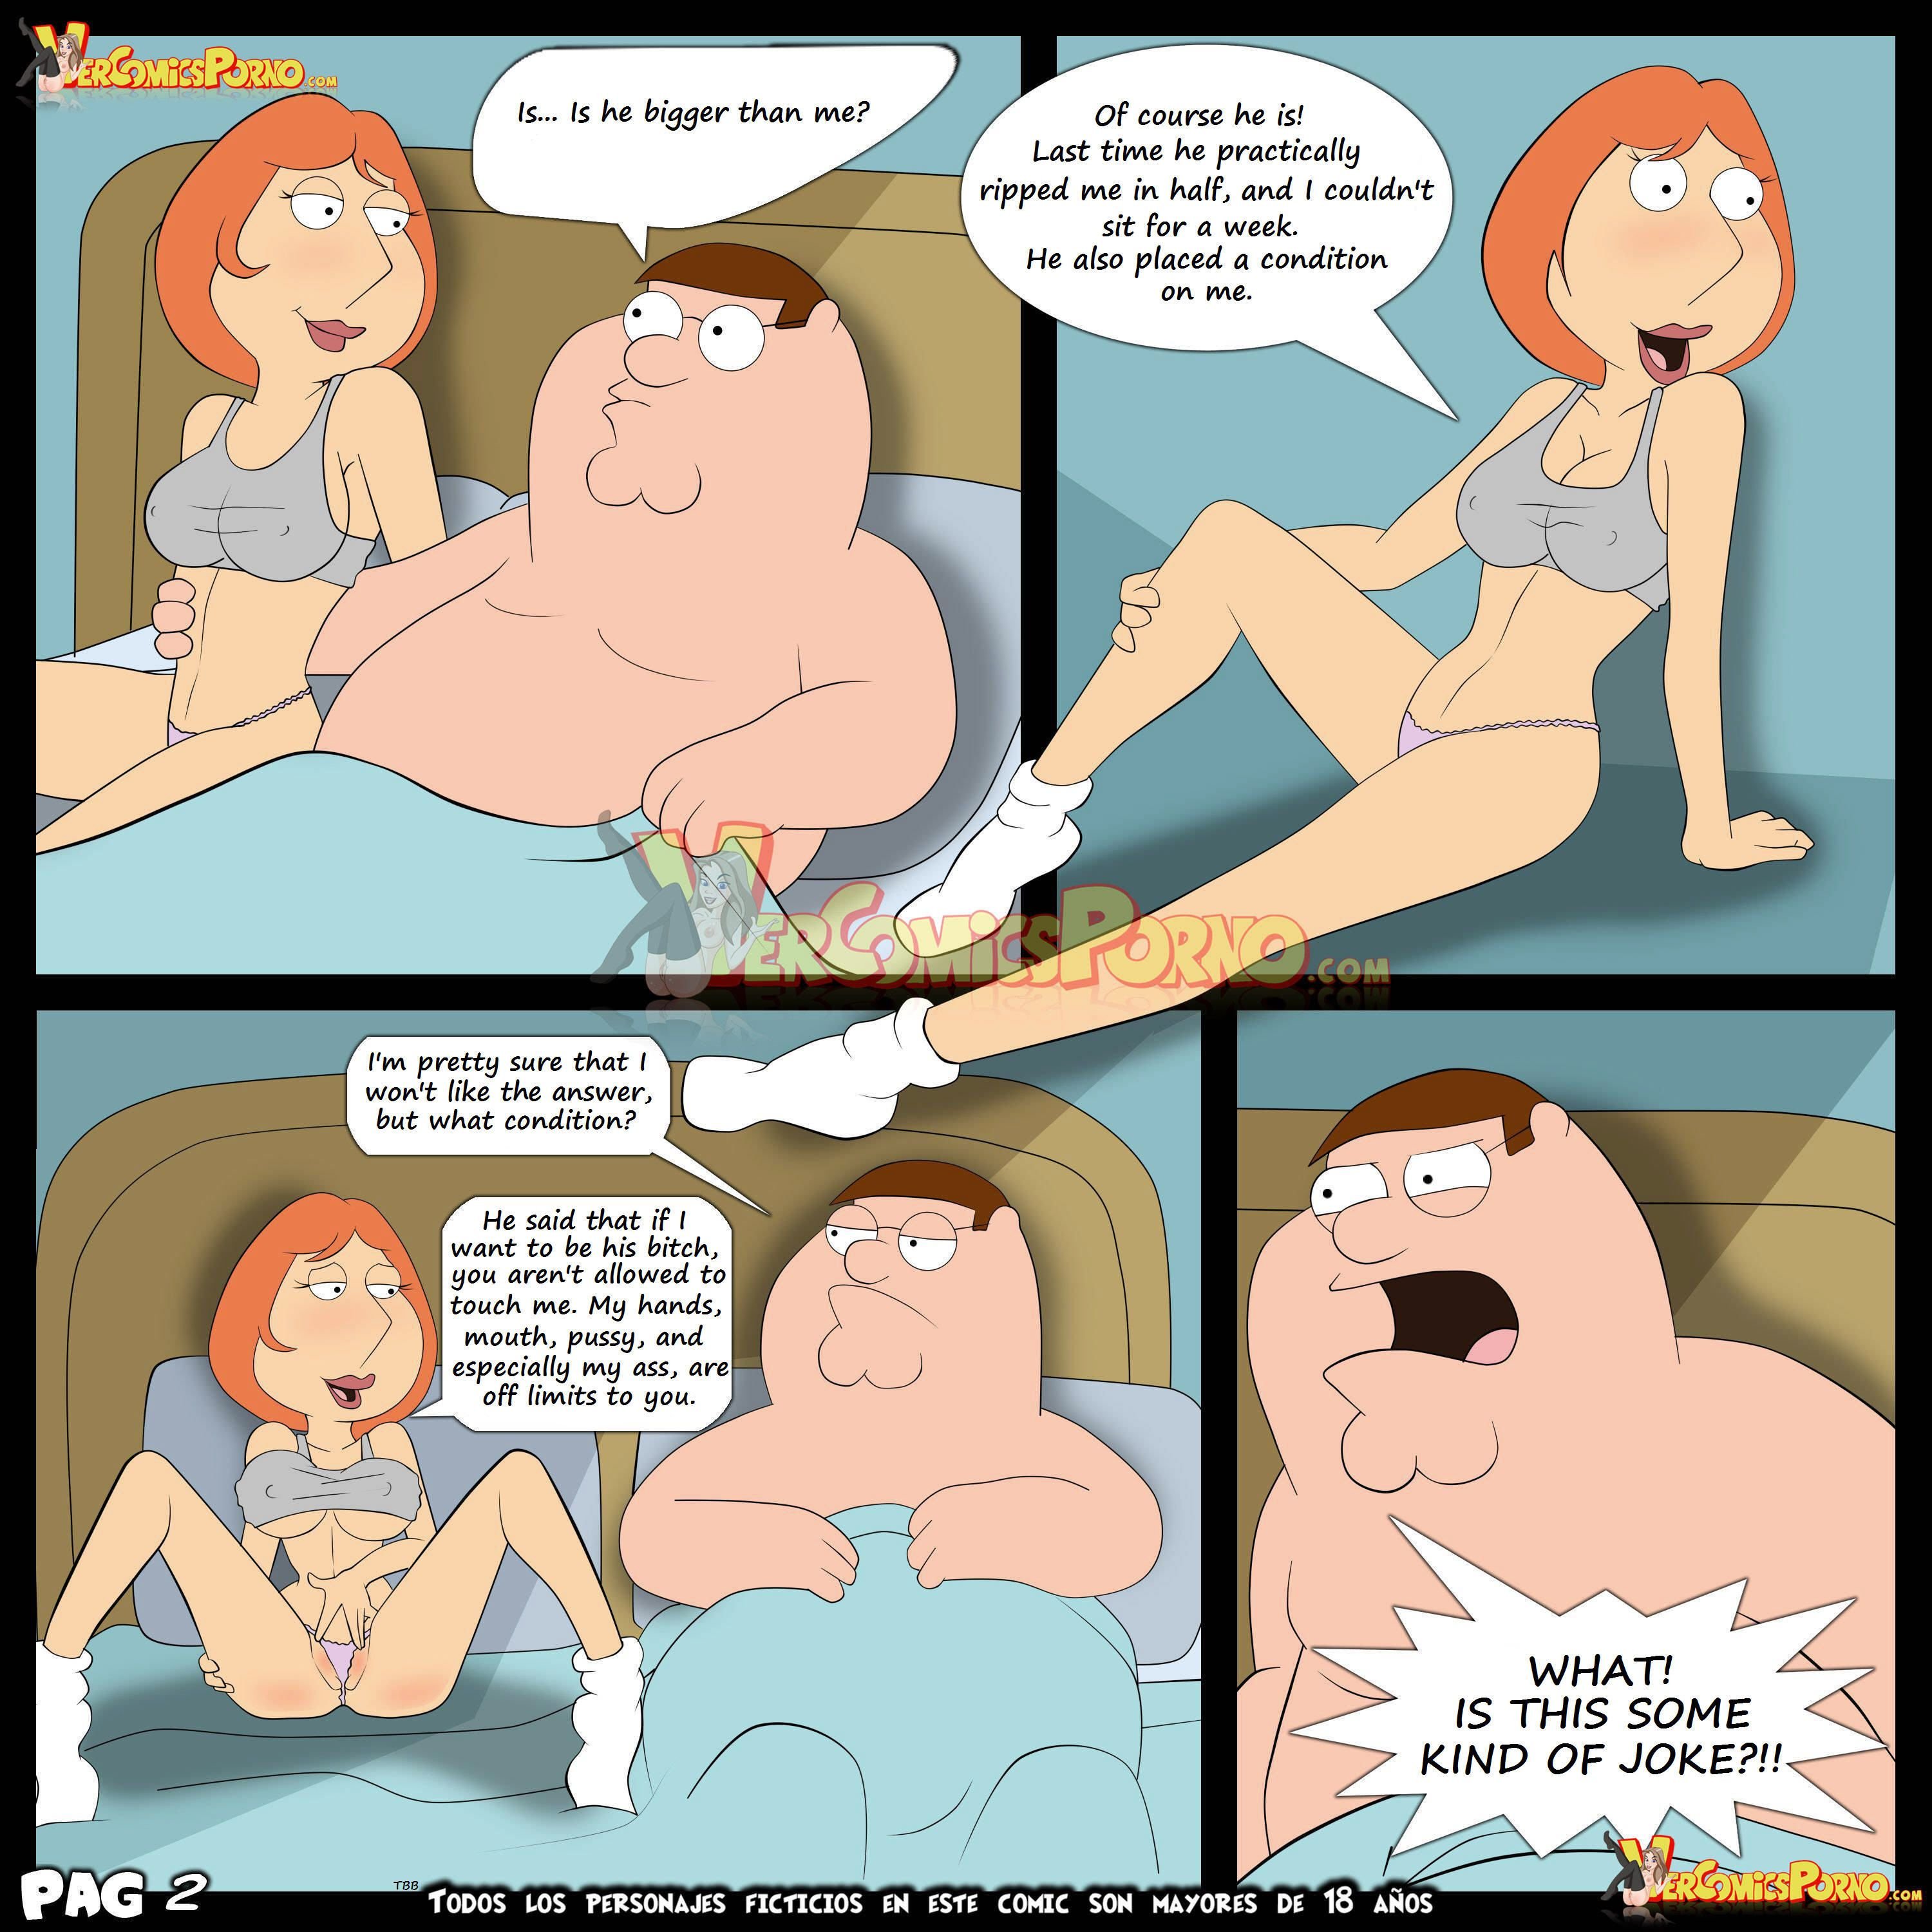 VerComicsPorno.com
Is... Is he bigger than me?
Of course he is!
Last time he practically
ripped me in half, and I couldn't
sit for a week.
He also placed a condition
on me.
VerComicsPorno.com
I'm pretty sure that I
won't like the answer,
but what condition?
He said that if I
want to be his bitch,
you aren't allowed to
touch me. My hands,
mouth, pussy, and
especially my ass, are
off limits to you.
WHAT!
IS THIS SOME
KIND OF JOKE?!!
PAG 2
TBB
TODOS LOS PERSONAJES FICTICIOS EN ESTE COMIC SON MAYORES DE 18 AÑOS
VerComicsPorno.com